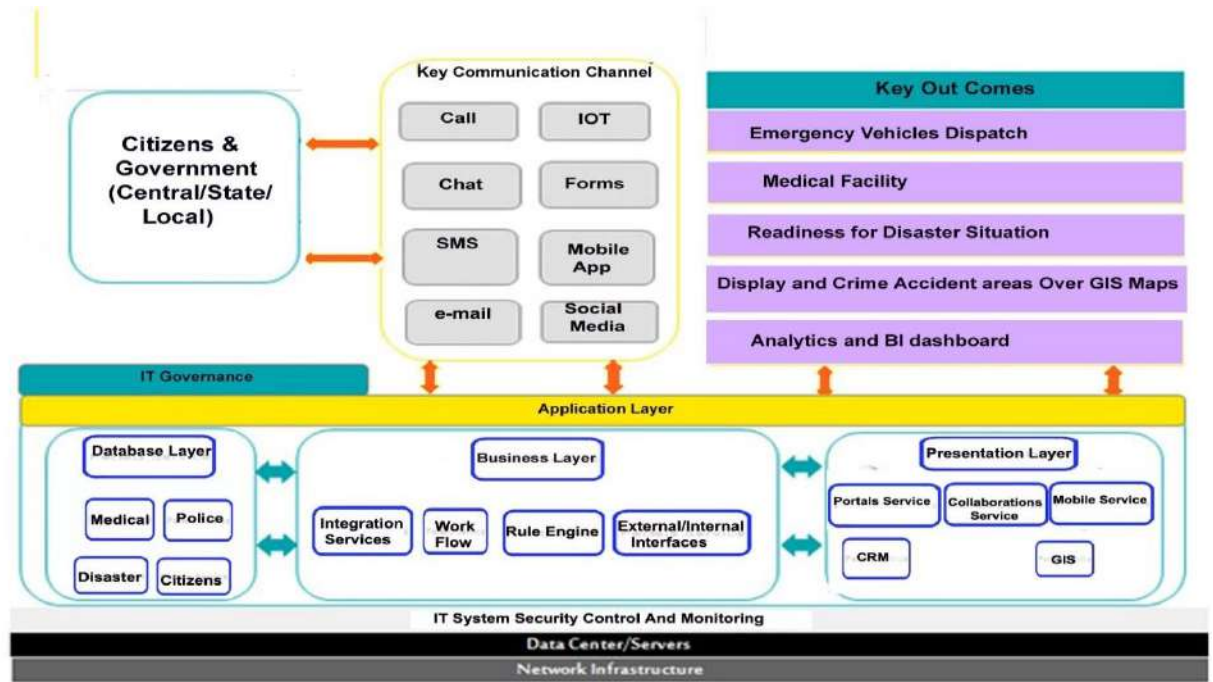 Key Communication Channel
Call
IOT
Chat
Forms
SMS
Mobile
App
e-mail
Social
Media
Citizens &
Government
(Central/State/
Local)
Key Out Comes
Emergency Vehicles Dispatch
Medical Facility
Readiness for Disaster Situation
Display and Crime Accident areas Over GIS Maps
Analytics and BI dashboard
IT Governance
Application Layer
Database Layer
Medical
Police
Disaster
Citizens
Business Layer
Integration
Services
Work
Flow
Rule Engine
External/Internal
Interfaces
Presentation Layer
Portals Service
Collaborations
Service
Mobile Service
CRM
GIS
IT System Security Control And Monitoring
Data Center/Servers
Network Infrastructure